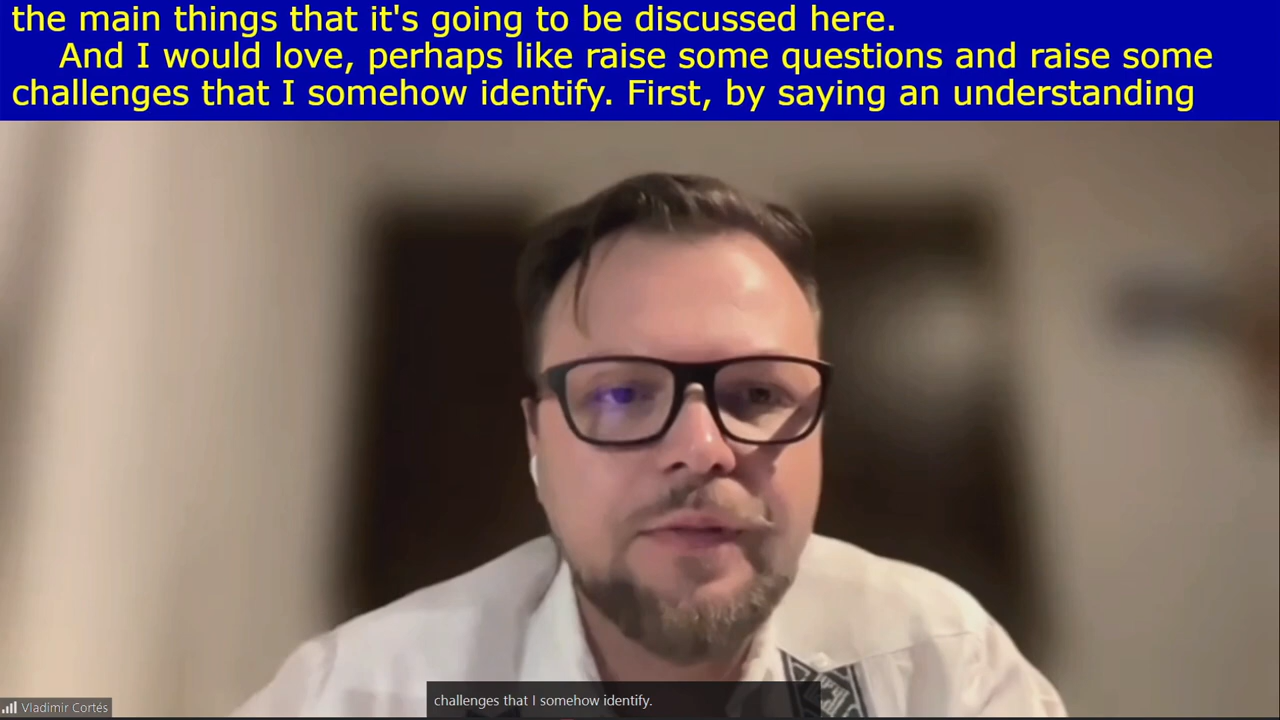 the main things that it's going to be discussed here.
And I would love, perhaps like raise some questions and raise some
challenges that I somehow identify. First, by saying an understanding
challenges that I somehow identify.
Vladimir Cortés